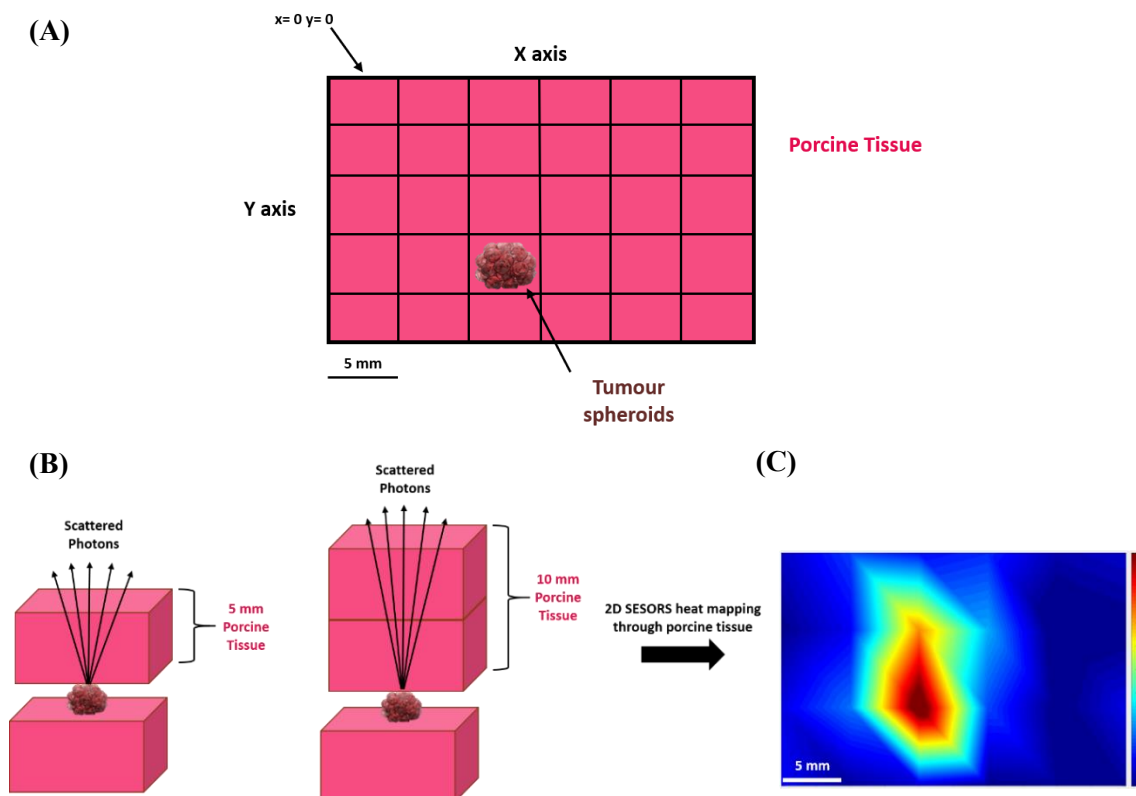 (A)
x= 0 y= 0
X axis
Porcine Tissue
Y axis
5 mm
Tumour
spheroids
(B)
Scattered
Photons
5 mm
Porcine
Tissue
Scattered
Photons
10 mm
Porcine
Tissue
2D SESORS heat mapping
through porcine tissue
(C)
5 mm